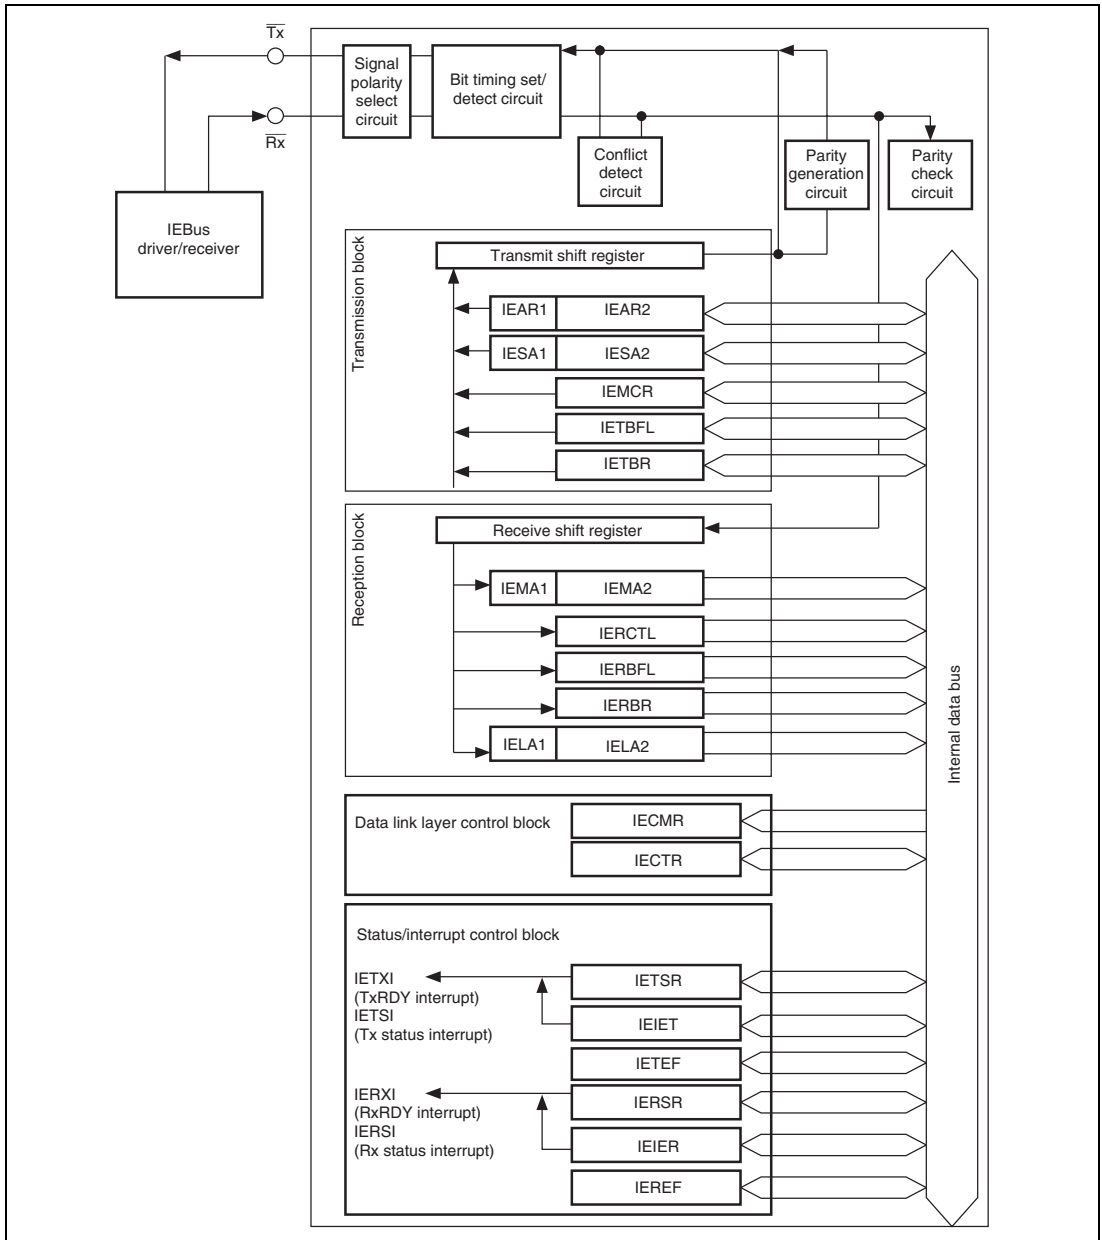 Tx
Rx
Signal
polarity
select
circuit
Bit timing set/
detect circuit
Conflict
detect
circuit
Parity
generation
circuit
Parity
check
circuit
IEBus
driver/receiver
Transmission block
Transmit shift register
IEAR1 IEAR2
IESA1 IESA2
IEMCR
IETBFL
IETBR
Reception block
Receive shift register
IEMA1 IEMA2
IERCTL
IERBFL
IERBR
IELA1 IELA2
Internal data bus
Data link layer control block
IECMR
IECTR
Status/interrupt control block
IETXI
(TxRDY interrupt)
IETSI
(Tx status interrupt)
IETSR
IEIET
IETEF
IERXI
(RxRDY interrupt)
IERSI
(Rx status interrupt)
IERSR
IEIER
IEREF